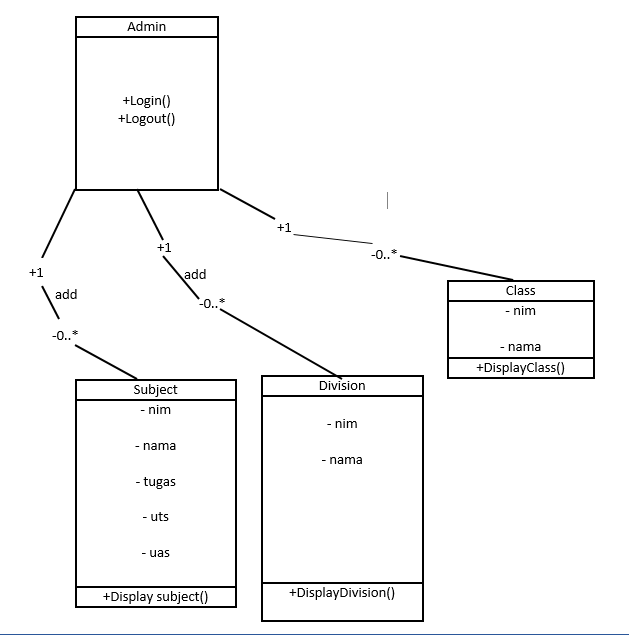 Admin
+Login()
+Logout()
+1
add
-0..*
+1
add
-0..*
+1
-0..*
Subject
- nim
- nama
- tugas
- uts
- uas
+Display subject()
Division
- nim
- nama
+DisplayDivision()
Class
- nim
- nama
+DisplayClass()